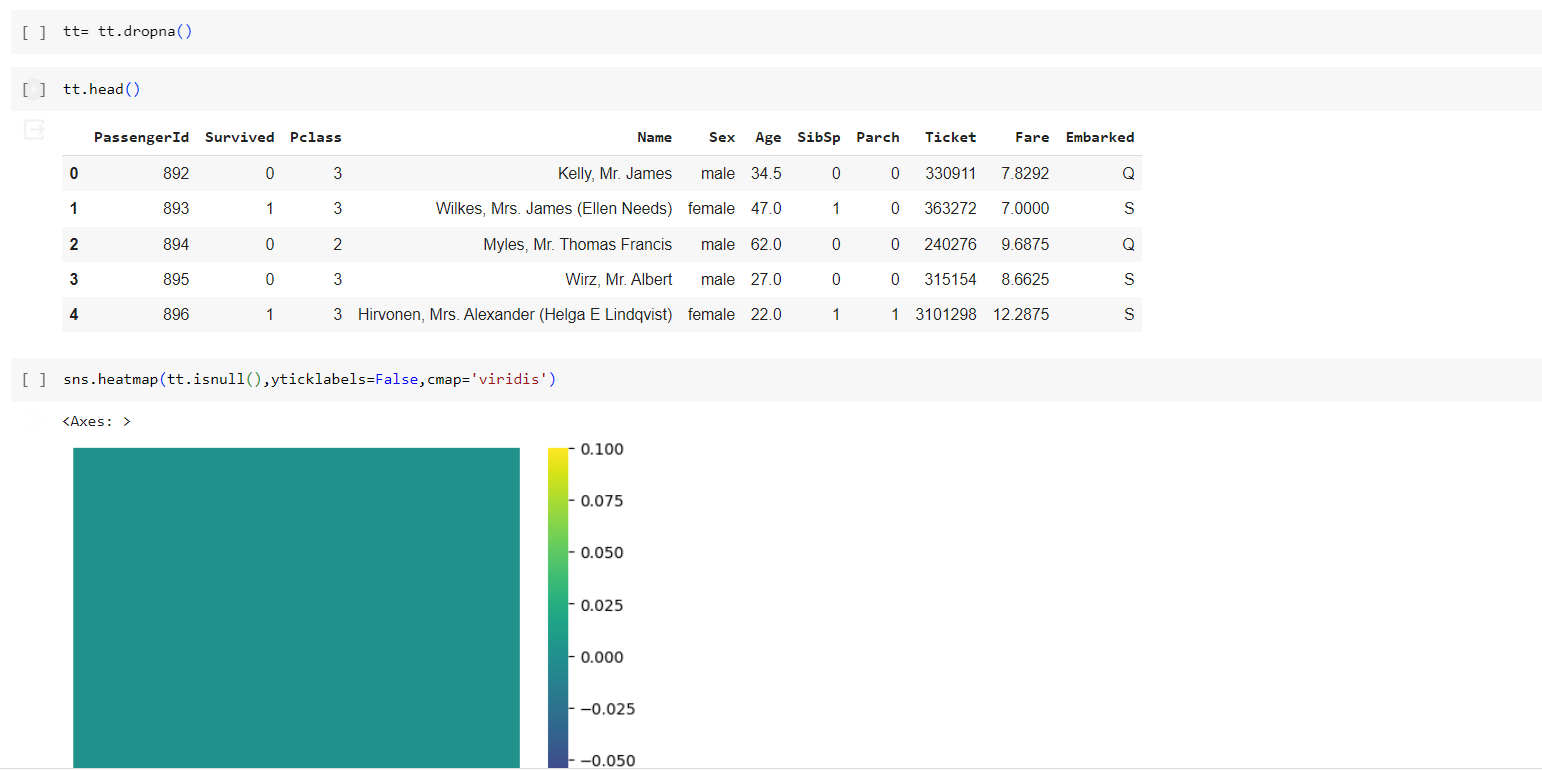 [ ] tt= tt.dropna()
[ ] tt.head()
PassengerId Survived Pclass Name Sex Age SibSp Parch Ticket Fare Embarked
0 892 0 3 Kelly, Mr. James male 34.5 0 0 330911 7.8292 Q
1 893 1 3 Wilkes, Mrs. James (Ellen Needs) female 47.0 1 0 363272 7.0000 S
2 894 0 2 Myles, Mr. Thomas Francis male 62.0 0 0 240276 9.6875 Q
3 895 0 3 Wirz, Mr. Albert male 27.0 0 0 315154 8.6625 S
4 896 1 3 Hirvonen, Mrs. Alexander (Helga E Lindqvist) female 22.0 1 1 3101298 12.2875 S
[ ] sns.heatmap(tt.isnull(),yticklabels=False,cmap='viridis')
<Axes: >
0.100
0.075
0.050
0.025
0.000
−0.025
−0.050